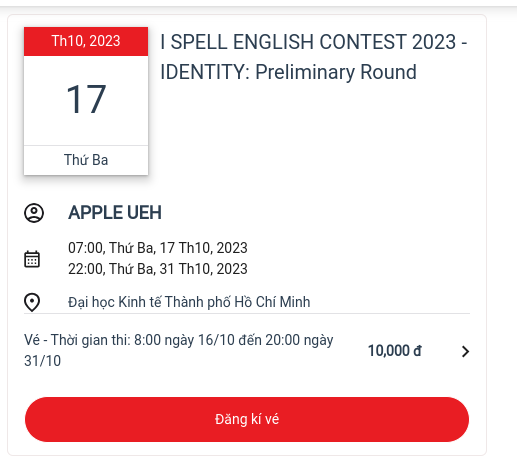 Th10, 2023
17
Thứ Ba
I SPELL ENGLISH CONTEST 2023 -
IDENTITY: Preliminary Round
APPLE UEH
07:00, Thứ Ba, 17 Th10, 2023
22:00, Thứ Ba, 31 Th10, 2023
Đại học Kinh tế Thành phố Hồ Chí Minh
Vé - Thời gian thi: 8:00 ngày 16/10 đến 20:00 ngày
31/10
10,000 đ
Đăng kí vé